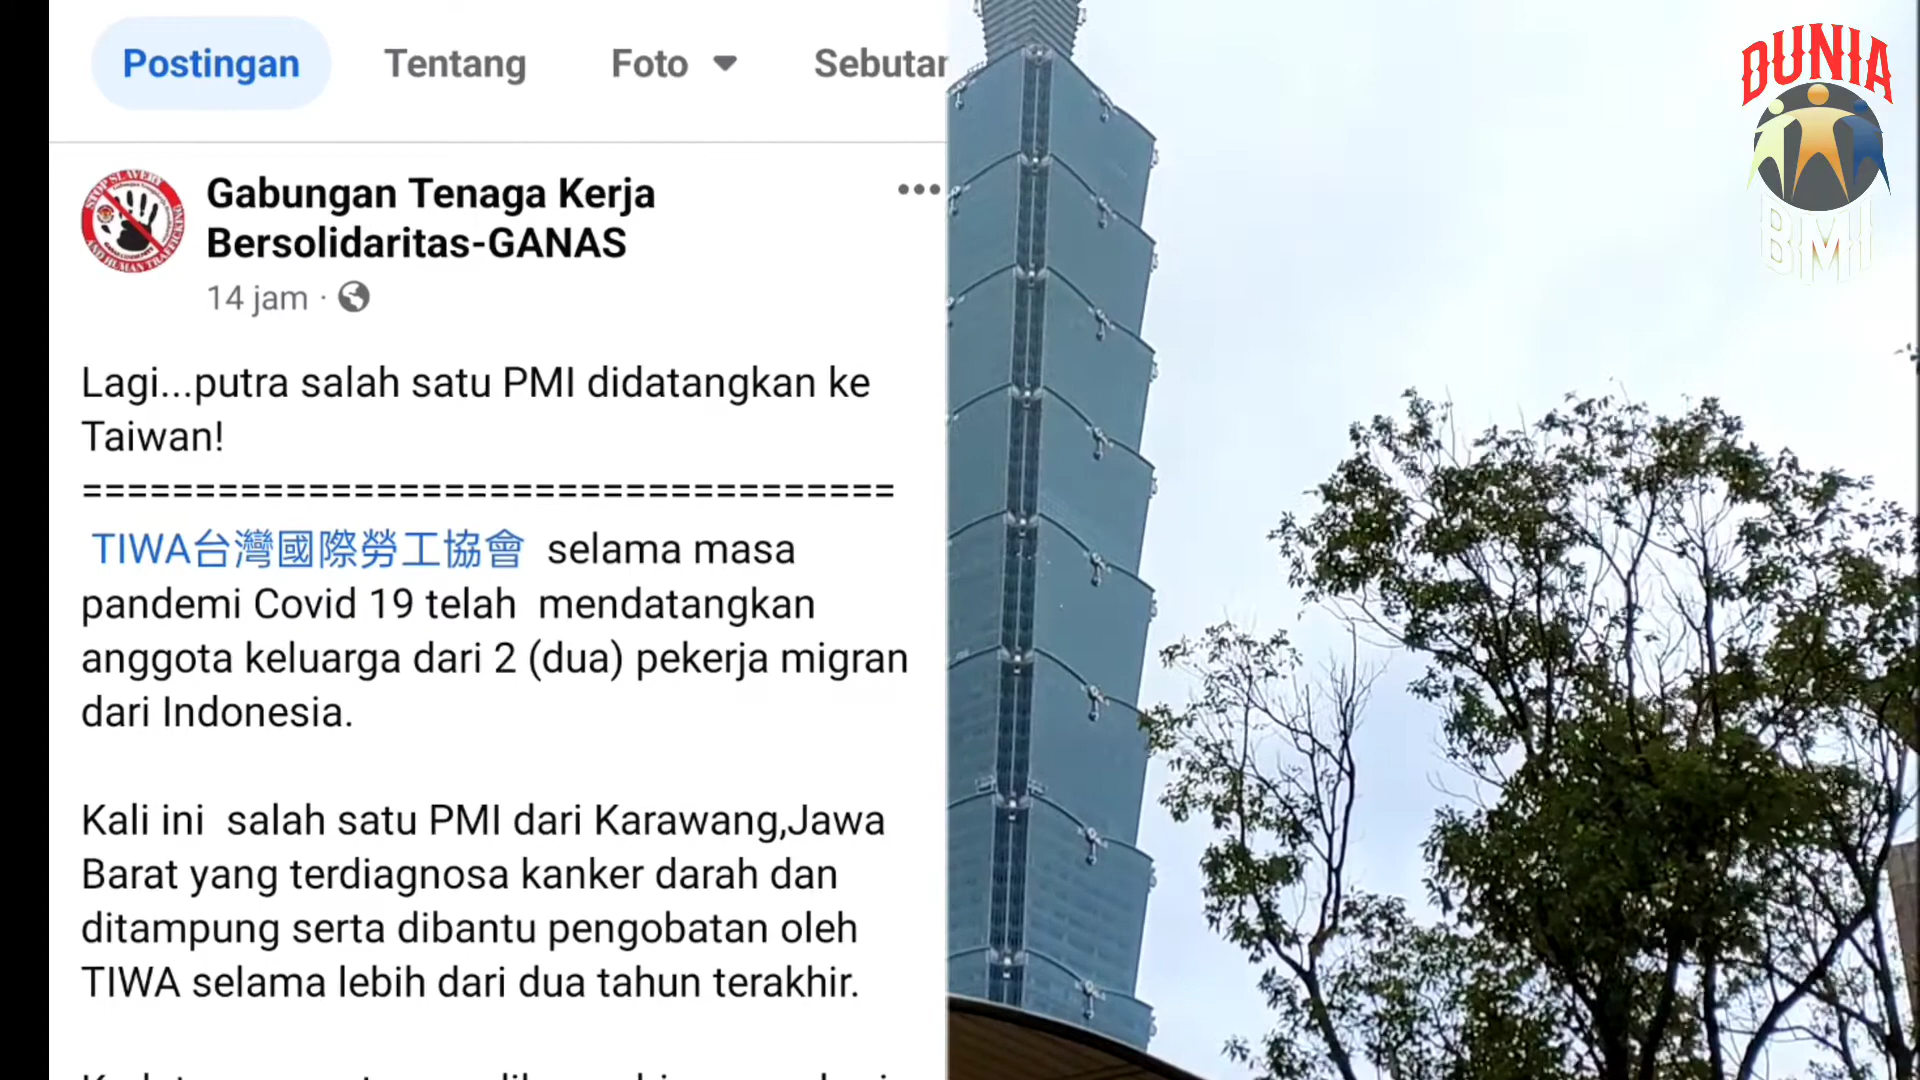 Postingan Tentang Foto
Gabungan Tenaga Kerja
Bersolidaritas-GANAS
14 jam ·
Lagi...putra salah satu PMI didatangkan ke
Taiwan!
====================================
TIWA台灣國際勞工協會 selama masa
pandemi Covid 19 telah mendatangkan
anggota keluarga dari 2 (dua) pekerja migran
dari Indonesia.
Kali ini salah satu PMI dari Karawang,Jawa
Barat yang terdiagnosa kanker darah dan
ditampung serta dibantu pengobatan oleh
TIWA selama lebih dari dua tahun terakhir.
DUNIA
BMI